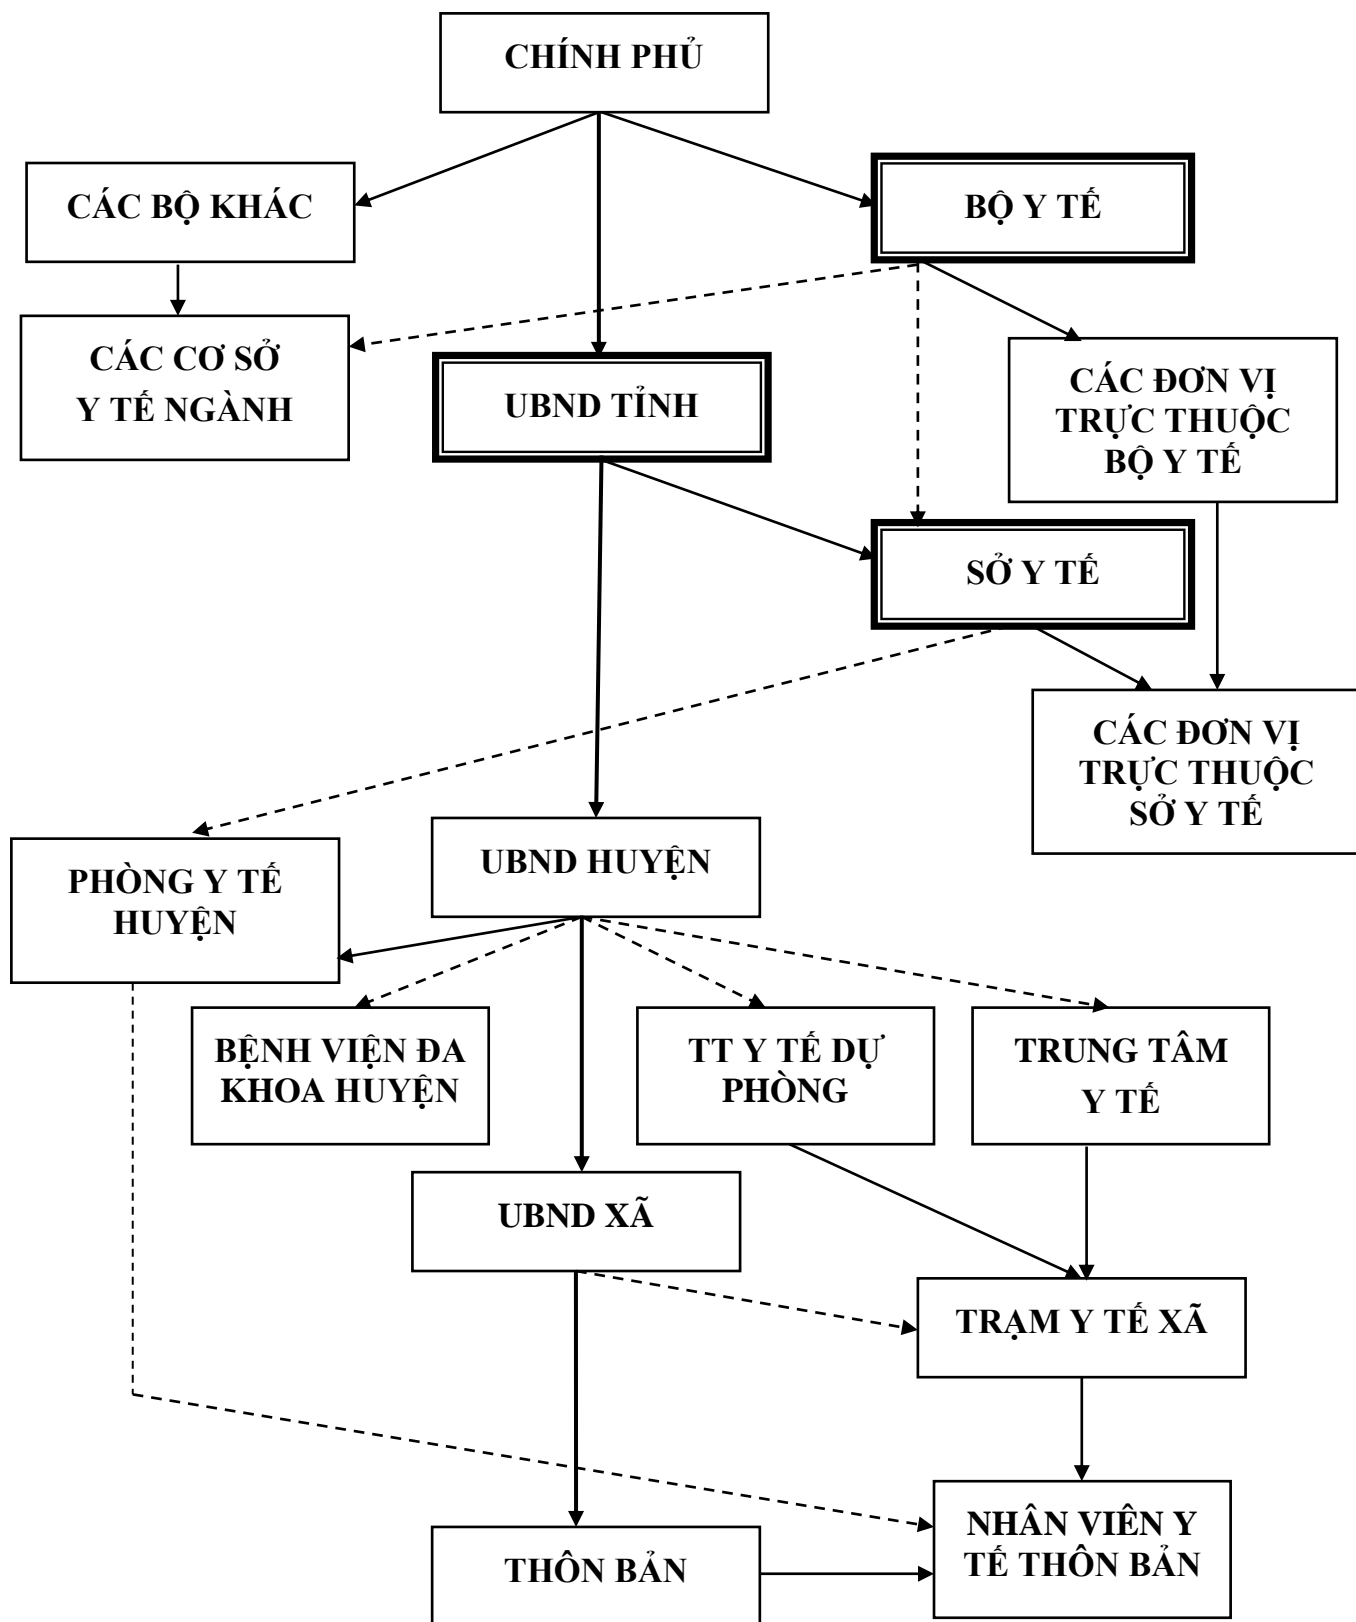 CHÍNH PHỦ
CÁC BỘ KHÁC
BỘ Y TẾ
CÁC CƠ SỞ
Y TẾ NGÀNH
UBND TỈNH
CÁC ĐƠN VỊ
TRỰC THUỘC
BỘ Y TẾ
SỞ Y TẾ
CÁC ĐƠN VỊ
TRỰC THUỘC
SỞ Y TẾ
PHÒNG Y TẾ
HUYỆN
UBND HUYỆN
BỆNH VIỆN ĐA
KHOA HUYỆN
TT Y TẾ DỰ
PHÒNG
TRUNG TÂM
Y TẾ
UBND XÃ
TRẠM Y TẾ XÃ
THÔN BẢN
NHÂN VIÊN Y
TẾ THÔN BẢN